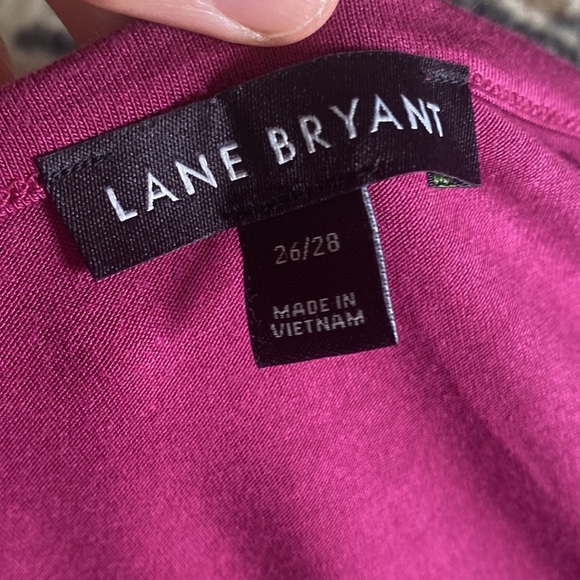 LANE BRYANT
26/28
MADE IN
VIETNAM